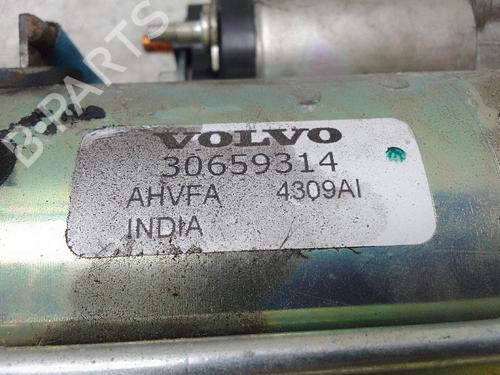 VOLVO
30659314
AHVFA 4309AI
INDIA
B-PARTS